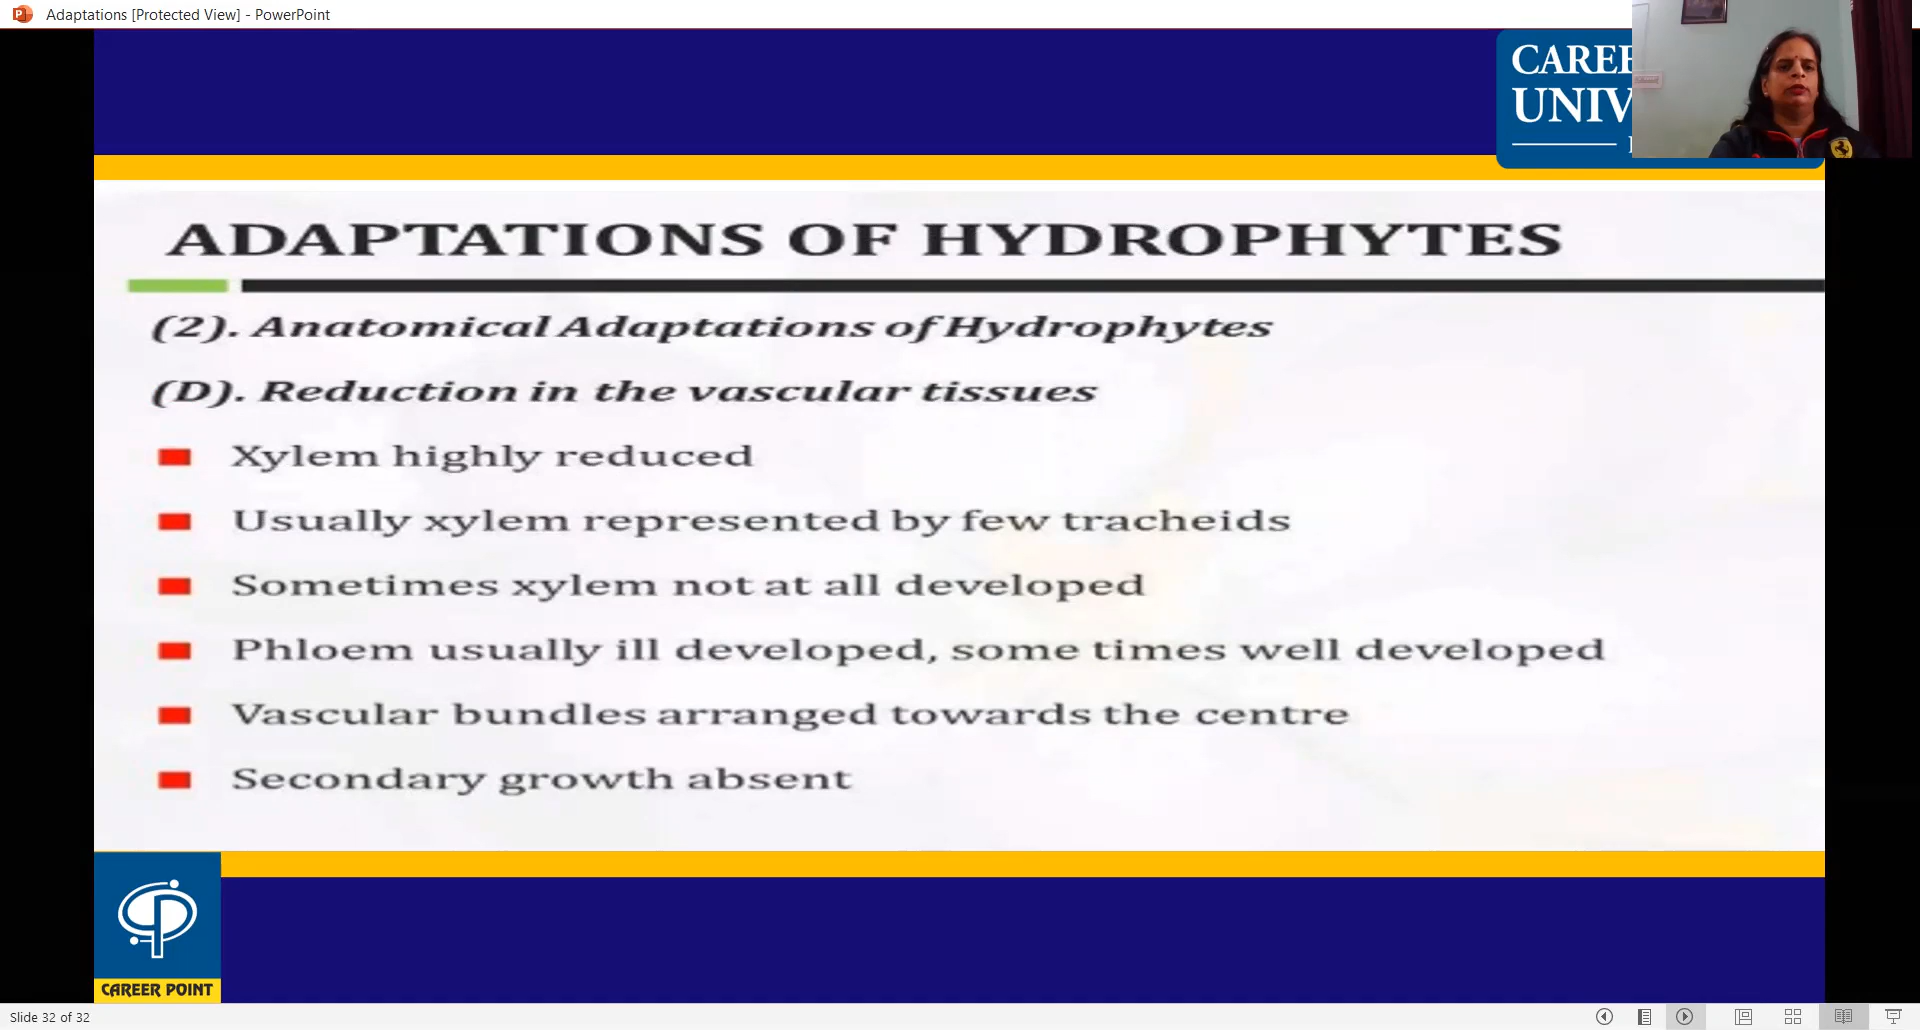 Adaptations [Protected View] - PowerPoint
ADAPTATIONS OF HYDROPHYTES
(2). Anatomical Adaptations of Hydrophytes
(D). Reduction in the vascular tissues
Xylem highly reduced
Usually xylem represented by few tracheids
Sometimes xylem not at all developed
Phloem usually ill developed, some times well developed
Vascular bundles arranged towards the centre
Secondary growth absent
CAREER POINT
Slide 32 of 32